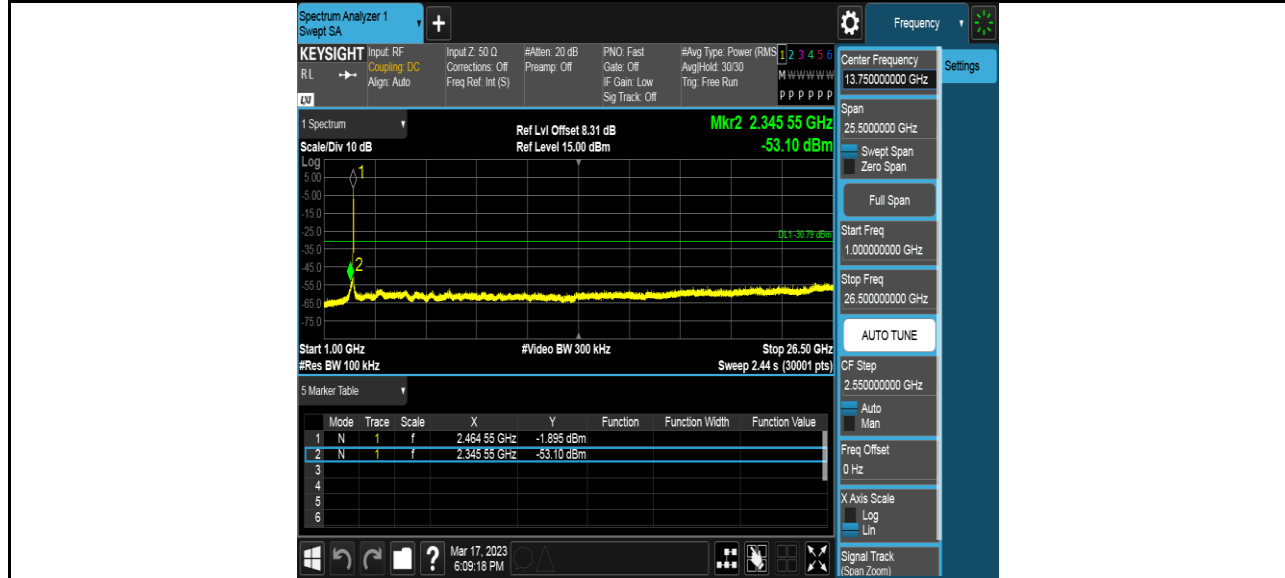 Spectrum Analyzer 1
Swept SA
+
Frequency
KEYSIGHT
RL
LXI
Input: RF
Coupling: DC
Align: Auto
Input Z: 50 Ω
Corrections: Off
Freq Ref: Int (S)
#Atten: 20 dB
Preamp: Off
PNO: Fast
Gate: Off
IF Gain: Low
Sig Track: Off
#Avg Type: Power (RMS
Avg|Hold: 30/30
Trig: Free Run
1 2 3 4 5 6
M W W W W W
P P P P P P
1 Spectrum
Scale/Div 10 dB
Ref Lvl Offset 8.31 dB
Ref Level 15.00 dBm
Mkr2 2.345 55 GHz
-53.10 dBm
Log
5.00
-5.00
-15.0
-25.0
-35.0
-45.0
-55.0
-65.0
-75.0
1
2
DL1 -30.79 dBm
Start 1.00 GHz
#Res BW 100 kHz
#Video BW 300 kHz
Stop 26.50 GHz
Sweep 2.44 s (30001 pts)
5 Marker Table
Mode Trace Scale X Y Function Function Width Function Value
1 N 1 f 2.464 55 GHz -1.895 dBm
2 N 1 f 2.345 55 GHz -53.10 dBm
3
4
5
6
?
Mar 17, 2023
6:09:18 PM
Center Frequency
13.750000000 GHz
Settings
Span
25.5000000 GHz
Swept Span
Zero Span
Full Span
Start Freq
1.000000000 GHz
Stop Freq
26.500000000 GHz
AUTO TUNE
CF Step
2.550000000 GHz
Auto
Man
Freq Offset
0 Hz
X Axis Scale
Log
Lin
Signal Track
(Span Zoom)